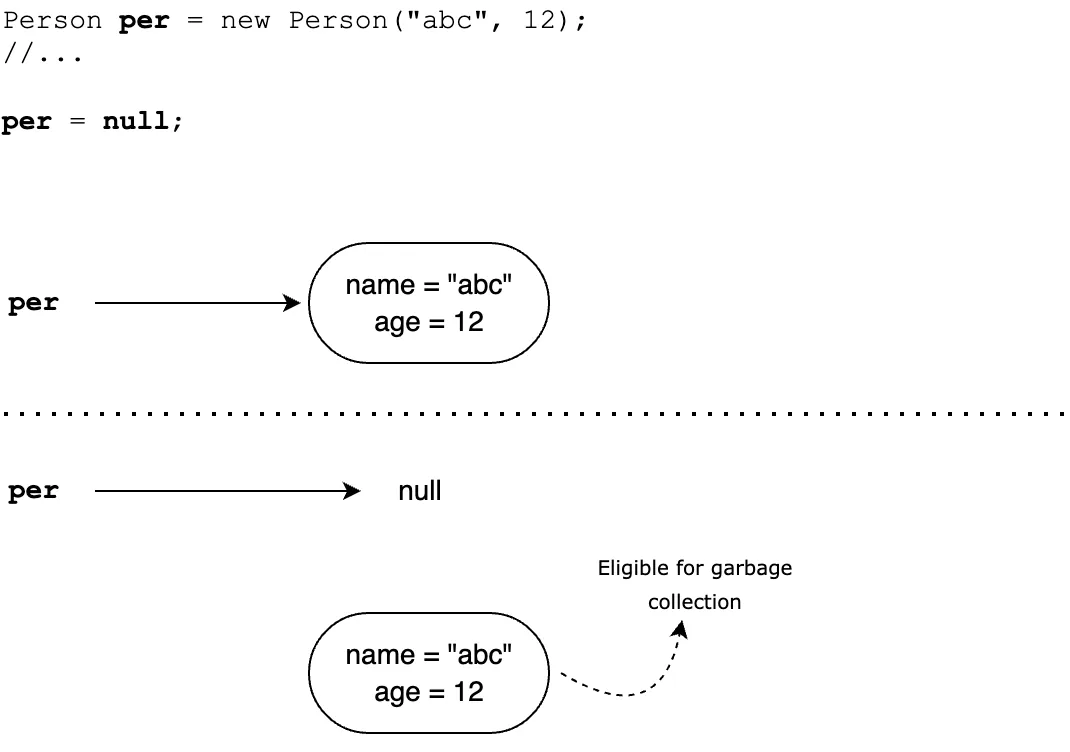 Person per = new Person("abc", 12);
//...
per = null;
per
name = "abc"
age = 12
per
null
Eligible for garbage
collection
name = "abc"
age = 12